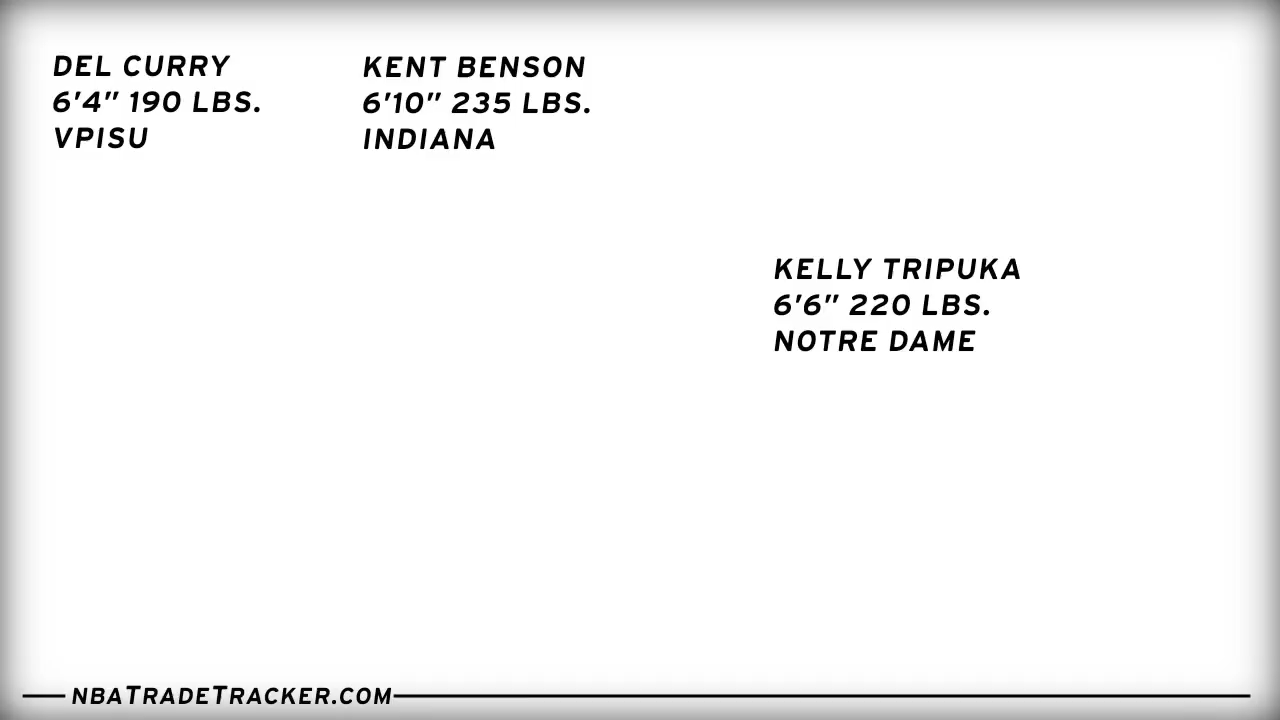 DEL CURRY
6'4" 190 LBS.
VPISU
KENT BENSON
6'10" 235 LBS.
INDIANA
KELLY TRIPUKA
6'6" 220 LBS.
NOTRE DAME
NBATRADETRACKER.COM